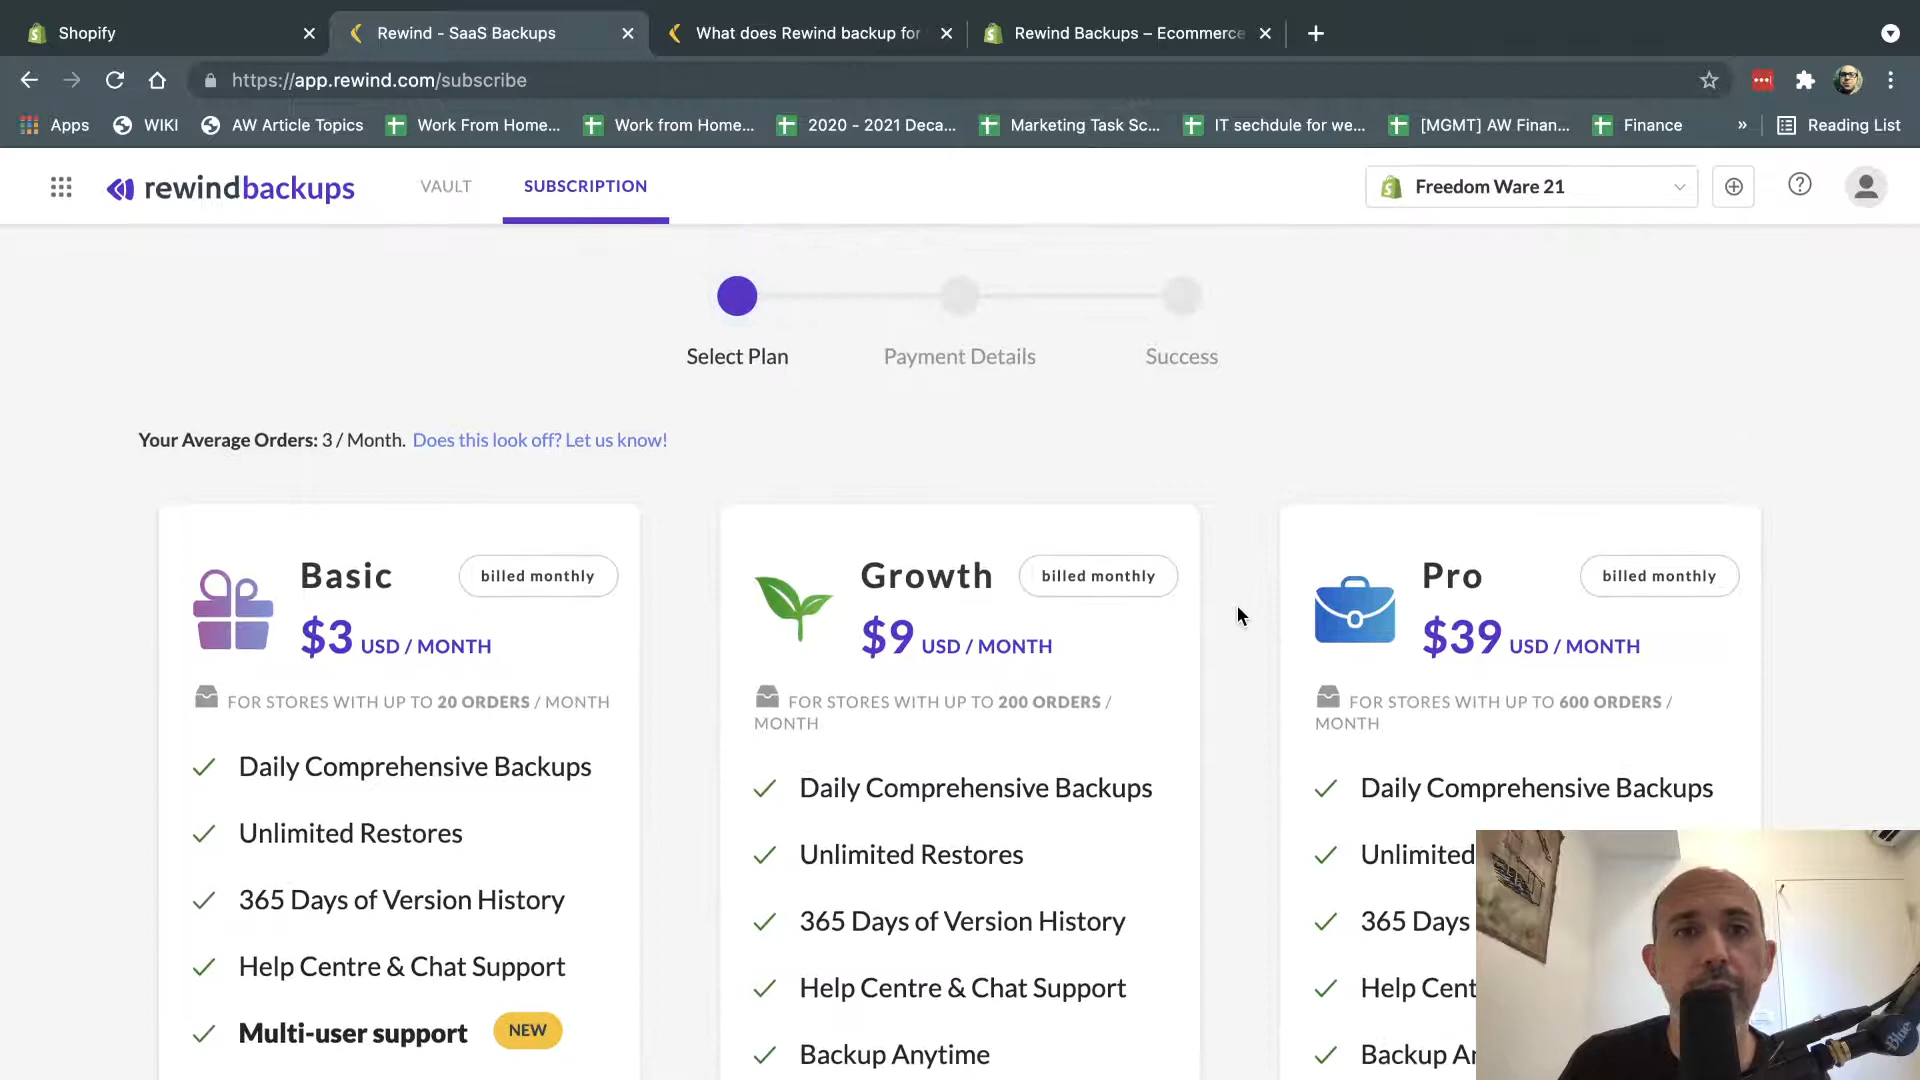 Shopify
Rewind - SaaS Backups
What does Rewind backup for
Rewind Backups – Ecommerce
https://app.rewind.com/subscribe
Apps
WIKI
AW Article Topics
Work From Home...
Work from Home...
2020 - 2021 Deca...
Marketing Task Sc...
IT sechdule for we...
[MGMT] AW Finan...
Finance
»
Reading List
rewindbackups
VAULT
SUBSCRIPTION
Freedom Ware 21
Select Plan
Payment Details
Success
Your Average Orders: 3 / Month. Does this look off? Let us know!
Basic
billed monthly
$3 USD / MONTH
FOR STORES WITH UP TO 20 ORDERS / MONTH
Daily Comprehensive Backups
Unlimited Restores
365 Days of Version History
Help Centre & Chat Support
Multi-user support NEW
Growth
billed monthly
$9 USD / MONTH
FOR STORES WITH UP TO 200 ORDERS /
MONTH
Daily Comprehensive Backups
Unlimited Restores
365 Days of Version History
Help Centre & Chat Support
Backup Anytime
Pro
billed monthly
$39 USD / MONTH
FOR STORES WITH UP TO 600 ORDERS /
MONTH
Daily Comprehensive Backups
Unlimited
365 Days
Help Cent
Backup A
Blue